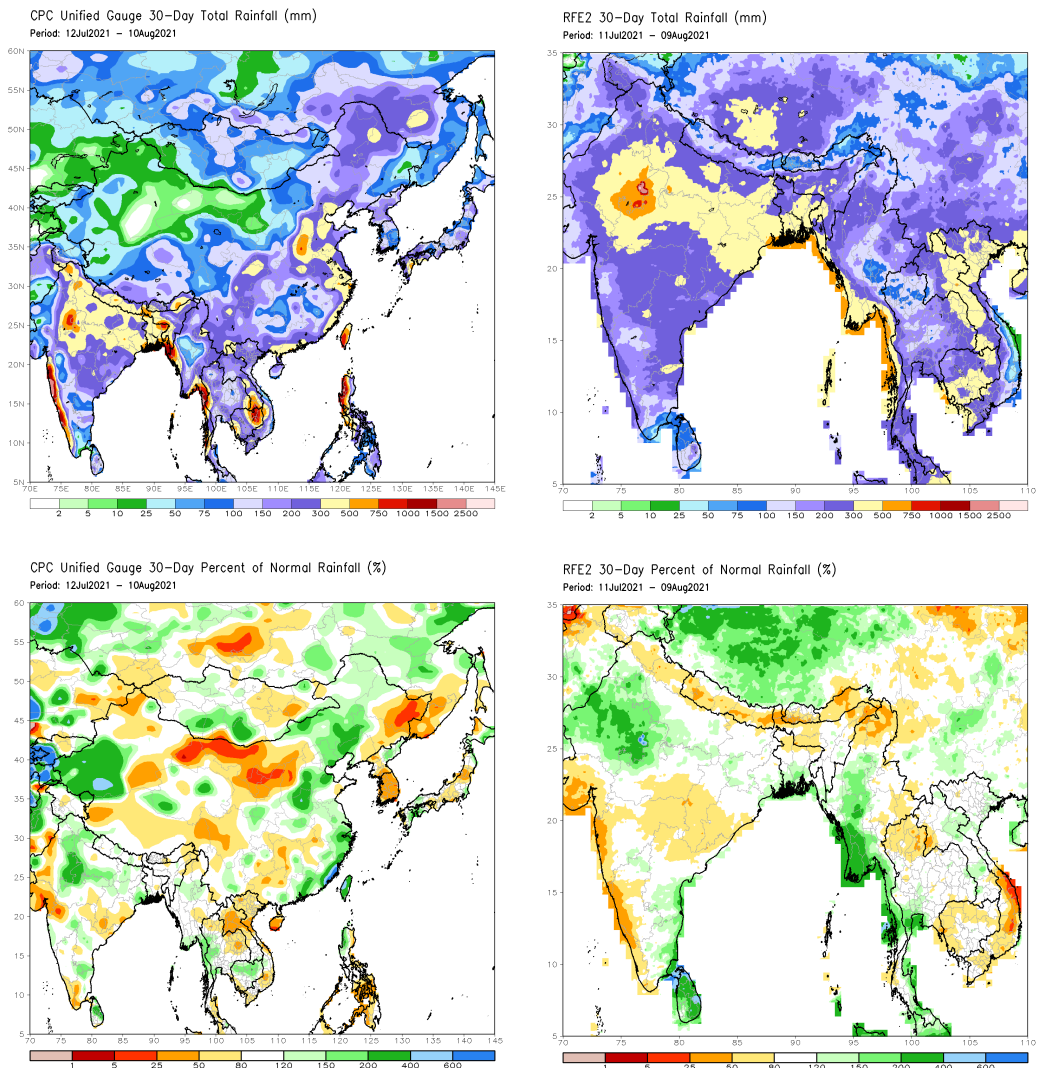 CPC Unified Gauge 30-Day Total Rainfall (mm)
Period: 12Jul2021 - 10Aug2021
60N
55N
50N
45N
40N
35N
30N
25N
20N
15N
10N
5N
70E 75 80 85 90 95 100E 105E 110E 115E 120E 125E 130E 135E 140E 145E
2 5 10 25 50 75 100 150 200 300 500 750 1000 1500 2500
RFE2 30-Day Total Rainfall (mm)
Period: 11Jul2021 - 09Aug2021
35
30
25
20
15
10
5
70 75 80 85 90 95 100 105 110
2 5 10 25 50 75 100 150 200 300 500 750 1000 1500 2500
CPC Unified Gauge 30-Day Percent of Normal Rainfall (%)
Period: 12Jul2021 - 10Aug2021
60
55
50
45
40
35
30
25
20
15
10
5
70 75 80 85 90 95 100 105 110 115 120 125 130 135 140 145
1 5 25 50 80 120 150 200 400 600
RFE2 30-Day Percent of Normal Rainfall (%)
Period: 11Jul2021 - 09Aug2021
35
30
25
20
15
10
5
70 75 80 85 90 95 100 105 110
1 5 25 50 80 120 150 200 400 600